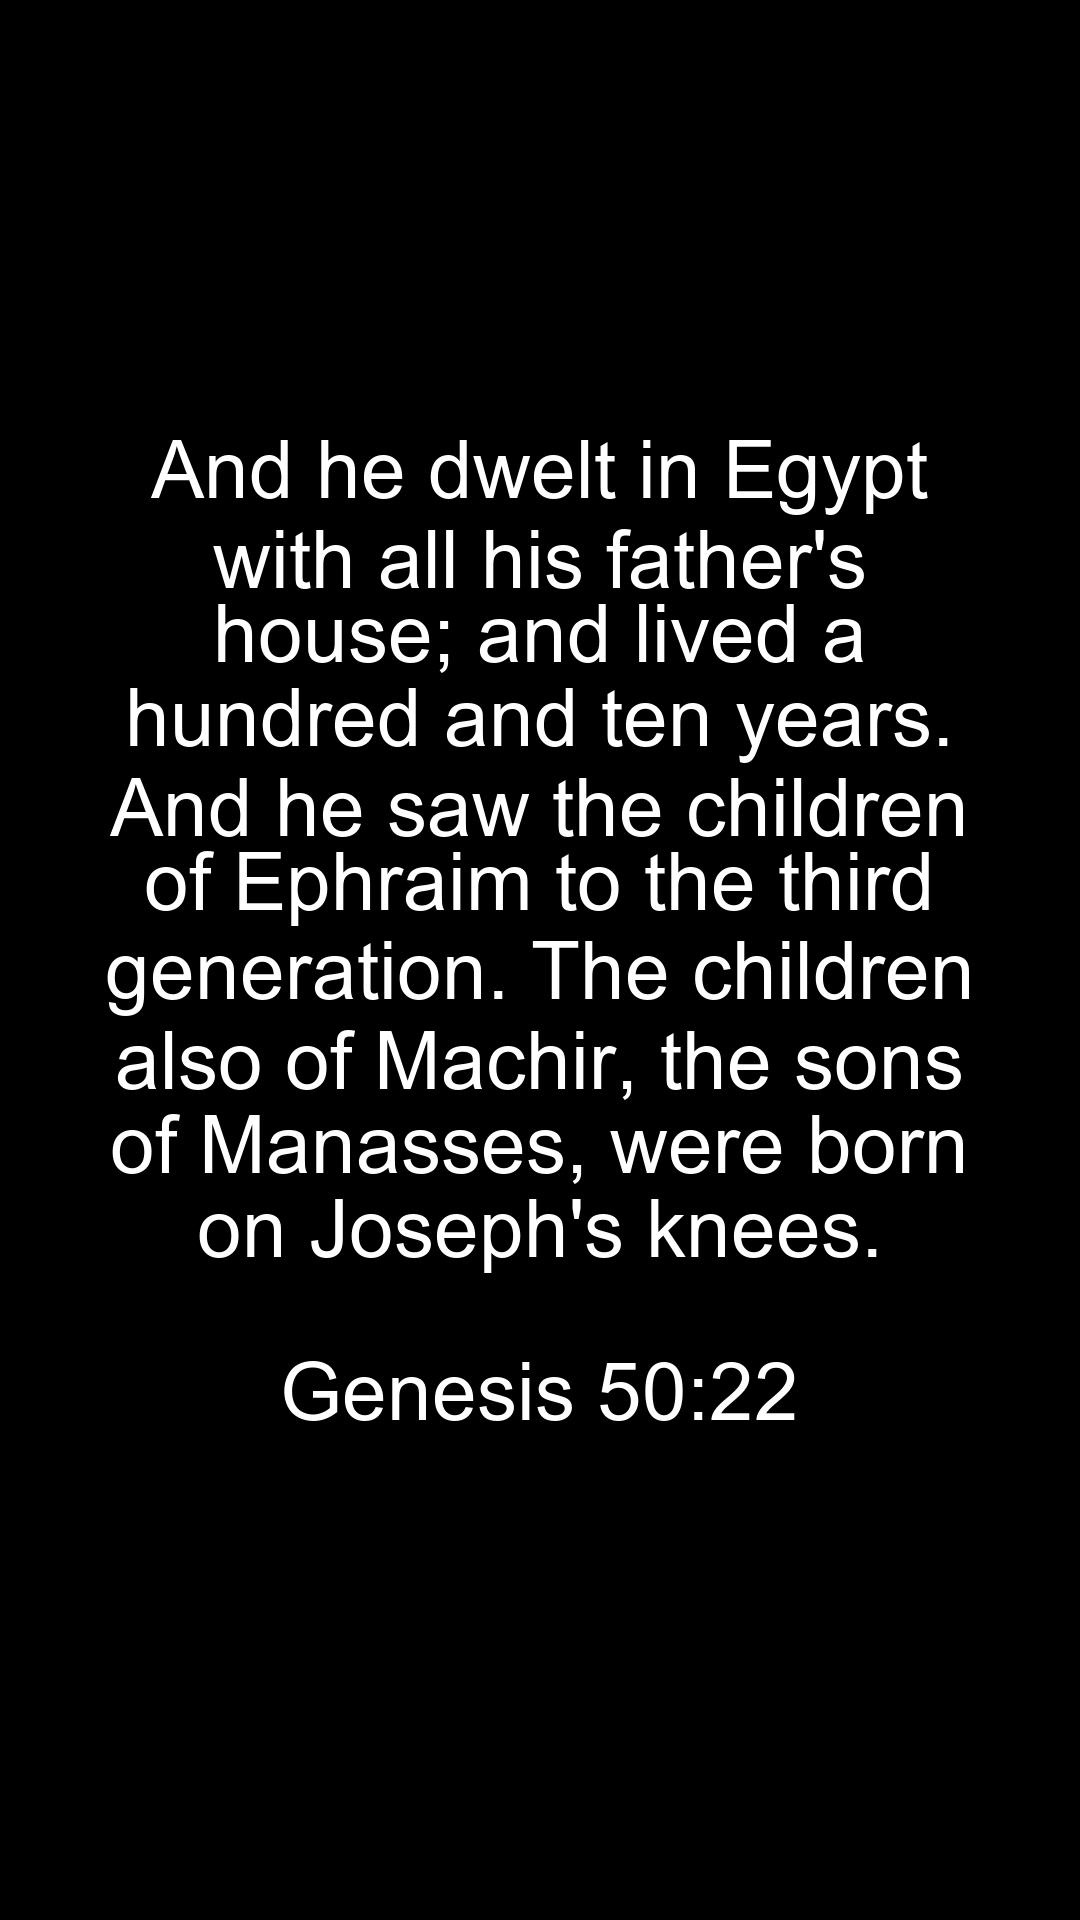 And he dwelt in Egypt
with all his father's
house; and lived a
hundred and ten years.
And he saw the children
of Ephraim to the third
generation. The children
also of Machir, the sons
of Manasses, were born
on Joseph's knees.
Genesis 50:22